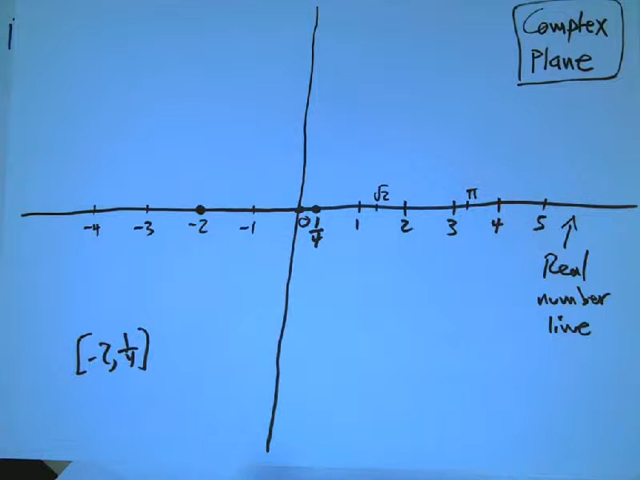 Complex
Plane
√2 π
-4 -3 -2 -1 0 1/4 1 2 3 4 5
Real
number
line
[-2, 1/4]